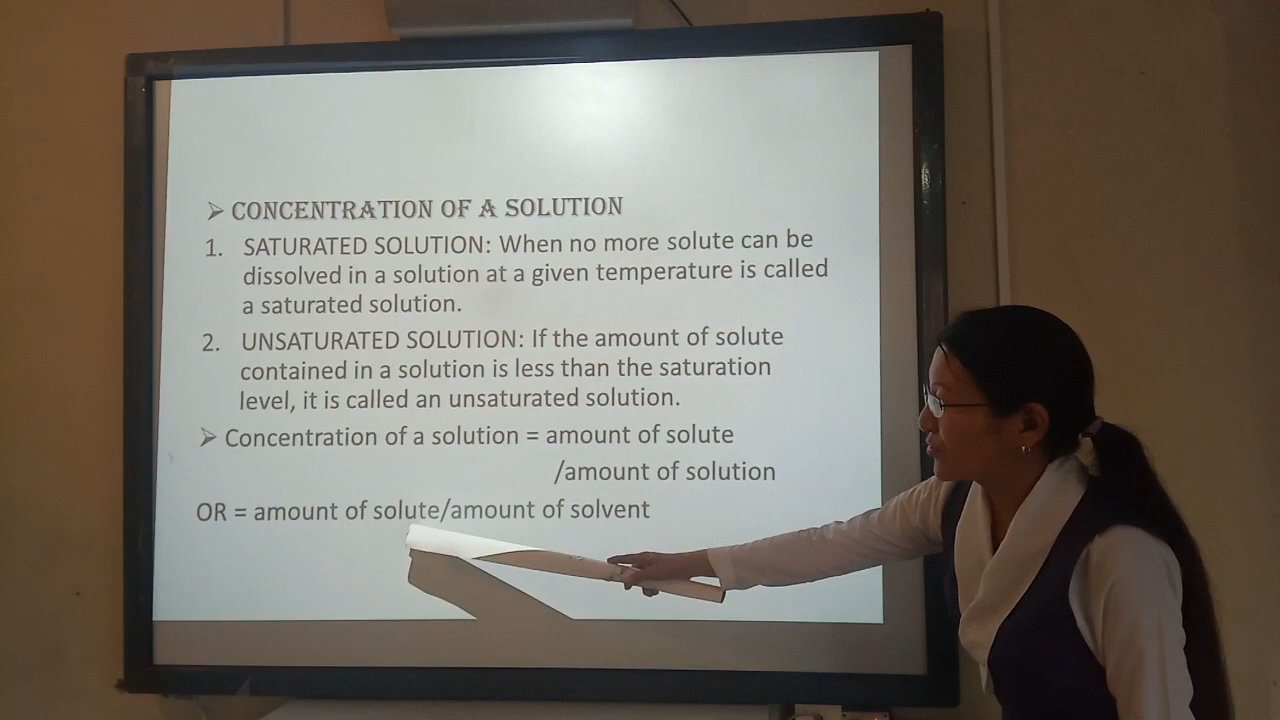 ➢ CONCENTRATION OF A SOLUTION
1. SATURATED SOLUTION: When no more solute can be
dissolved in a solution at a given temperature is called
a saturated solution.
2. UNSATURATED SOLUTION: If the amount of solute
contained in a solution is less than the saturation
level, it is called an unsaturated solution.
➢ Concentration of a solution = amount of solute
/amount of solution
OR = amount of solute/amount of solvent